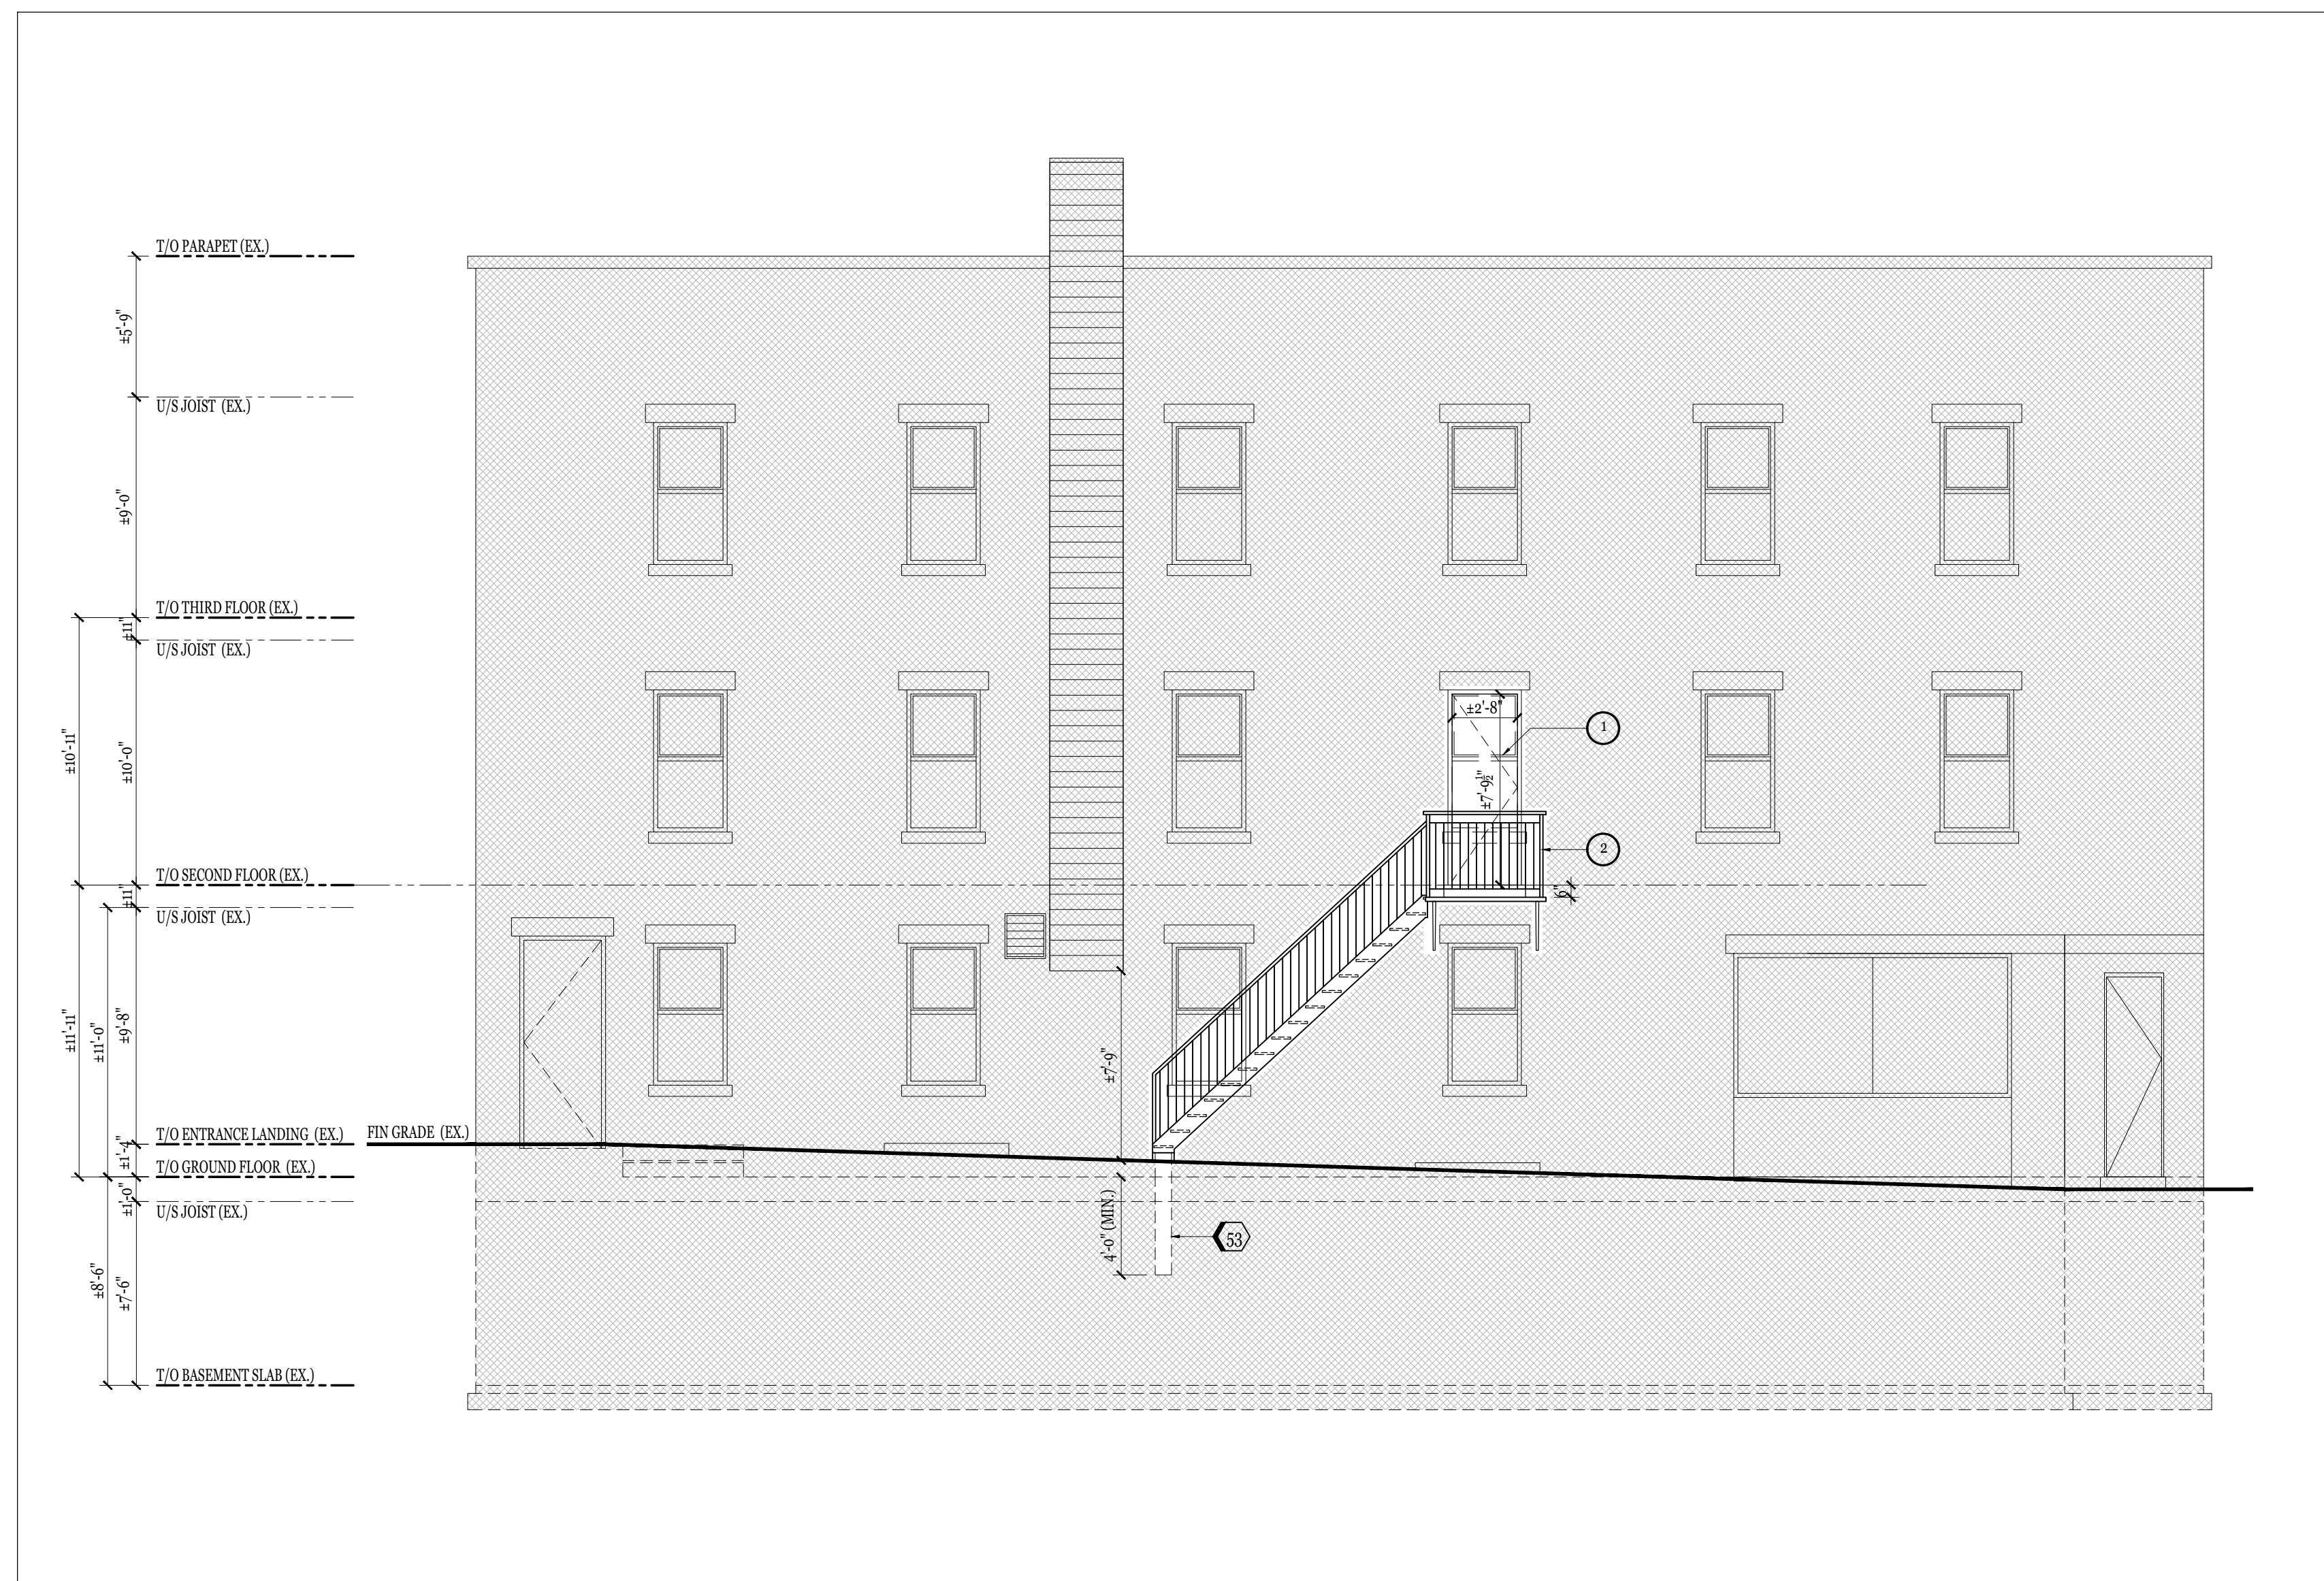 T/O PARAPET (EX.)
±5'-9"
U/S JOIST (EX.)
±9'-0"
T/O THIRD FLOOR (EX.)
±11"
U/S JOIST (EX.)
±10'-11"
±10'-0"
±2'-8"
1
±7'-9½"
2
T/O SECOND FLOOR (EX.)
±11"
6"
U/S JOIST (EX.)
±11'-11"
±11'-0"
±9'-8"
±7'-9"
T/O ENTRANCE LANDING (EX.)
FIN GRADE (EX.)
±1'-4"
T/O GROUND FLOOR (EX.)
±1'-0"
U/S JOIST (EX.)
4'-0" (MIN.)
53
±8'-6"
±7'-6"
T/O BASEMENT SLAB (EX.)